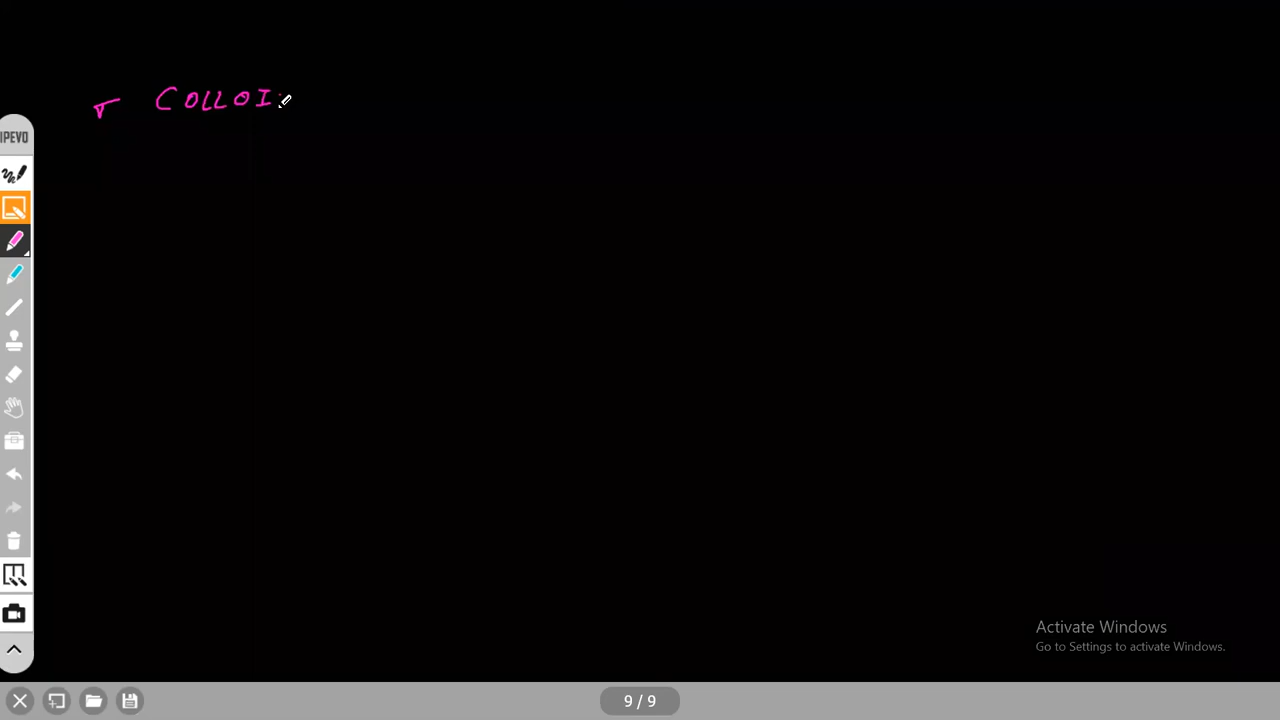 COLLOI
IPEVO
Activate Windows
Go to Settings to activate Windows.
9 / 9